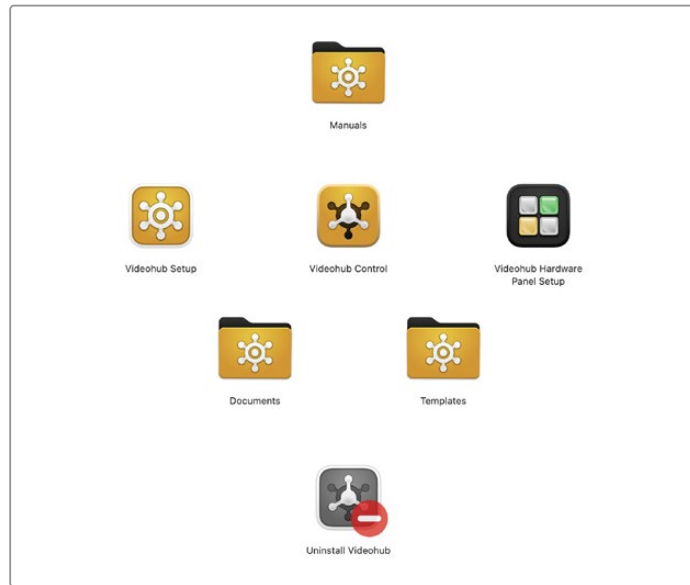 Manuals
Videohub Setup
Videohub Control
Videohub Hardware
Panel Setup
Documents
Templates
Uninstall Videohub